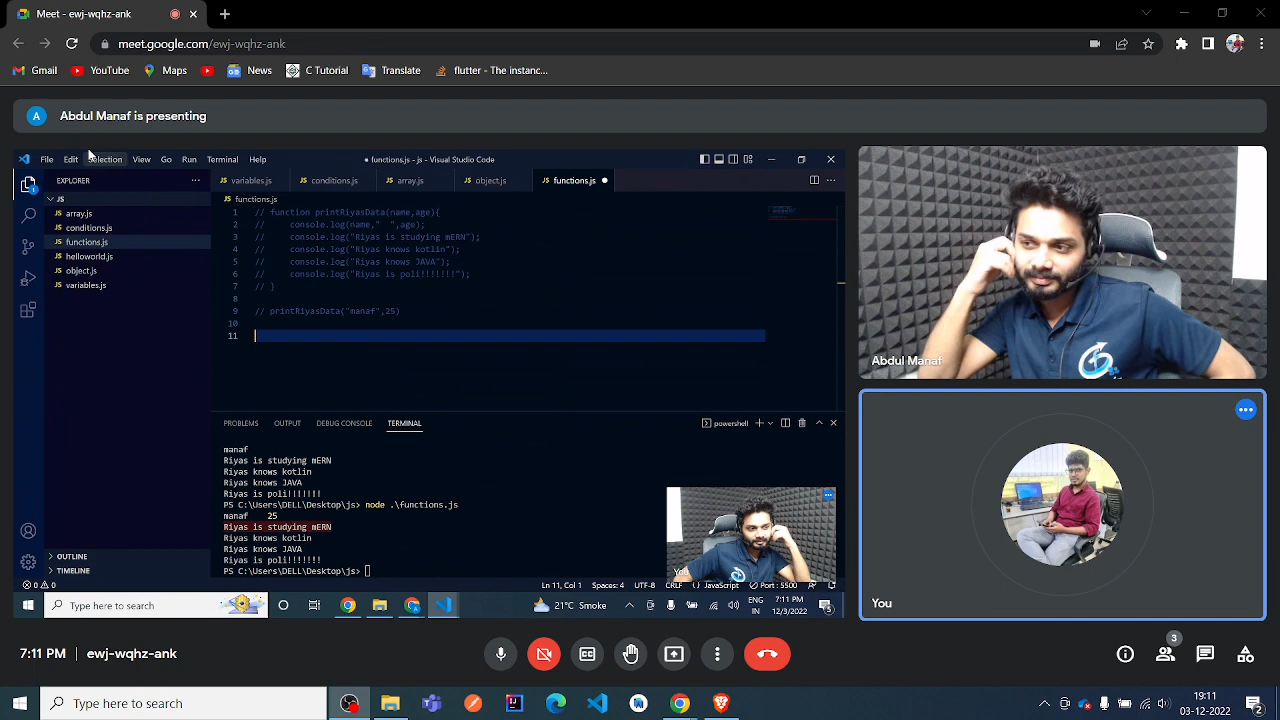 Meet - ewj-wqhz-ank
meet.google.com/ewj-wqhz-ank
Gmail YouTube Maps News C Tutorial Translate flutter - The instanc...
A Abdul Manaf is presenting
File Edit Selection View Go Run Terminal Help ● functions.js - js - Visual Studio Code
EXPLORER ... variables.js conditions.js array.js object.js functions.js
1
JS
array.js
conditions.js
functions.js
helloworld.js
object.js
variables.js
OUTLINE
TIMELINE
functions.js
1 // function printRiyasData(name,age){
2 // console.log(name,"  ",age);
3 // console.log("Riyas is studying mERN");
4 // console.log("Riyas knows kotlin");
5 // console.log("Riyas knows JAVA");
6 // console.log("Riyas is poli!!!!!!!");
7 // }
8
9 // printRiyasData("manaf",25)
10
11
PROBLEMS OUTPUT DEBUG CONSOLE TERMINAL powershell
manaf
Riyas is studying mERN
Riyas knows kotlin
Riyas knows JAVA
Riyas is poli!!!!!!!
PS C:\Users\DELL\Desktop\js> node .\functions.js
manaf   25
Riyas is studying mERN
Riyas knows kotlin
Riyas knows JAVA
Riyas is poli!!!!!!!
PS C:\Users\DELL\Desktop\js>
0 0 Ln 11, Col 1 Spaces: 4 UTF-8 CRLF {} JavaScript Port : 5500
Type here to search 21°C Smoke ENG IN 7:11 PM 12/3/2022 5
Abdul Manaf
You
7:11 PM | ewj-wqhz-ank
3
Type here to search 19:11 03-12-2022 2